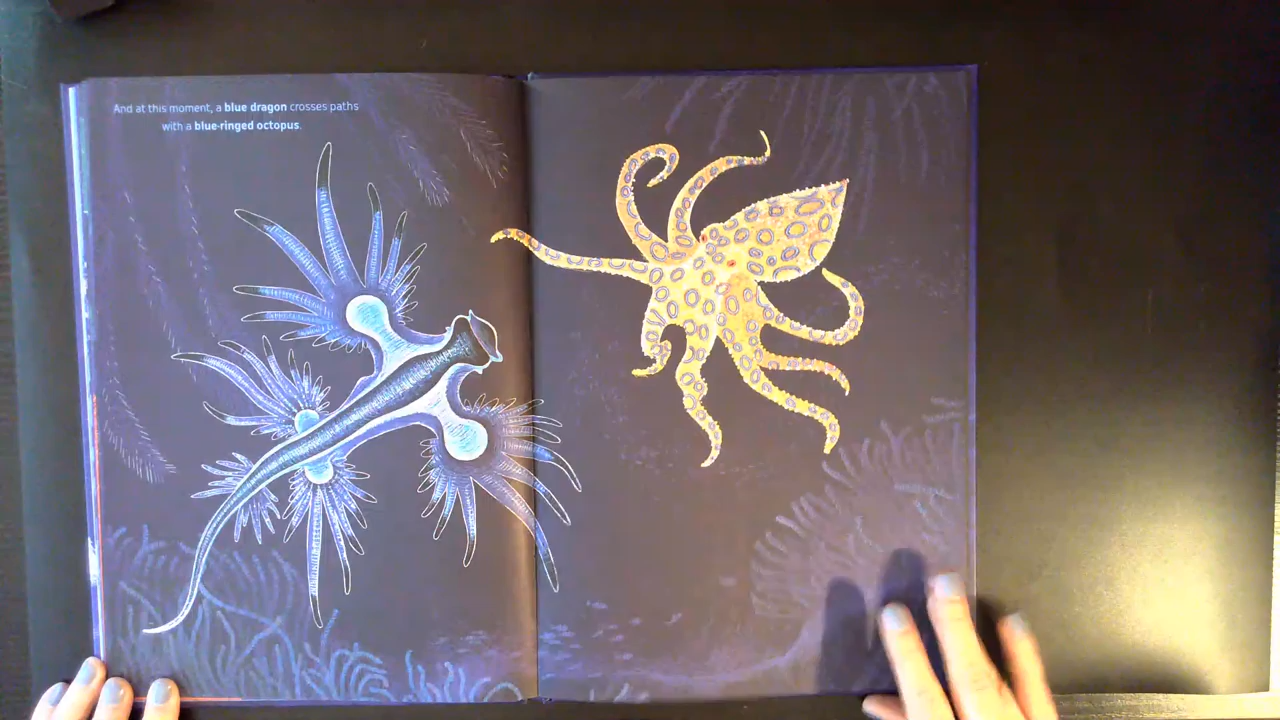 And at this moment, a blue dragon crosses paths
with a blue-ringed octopus.